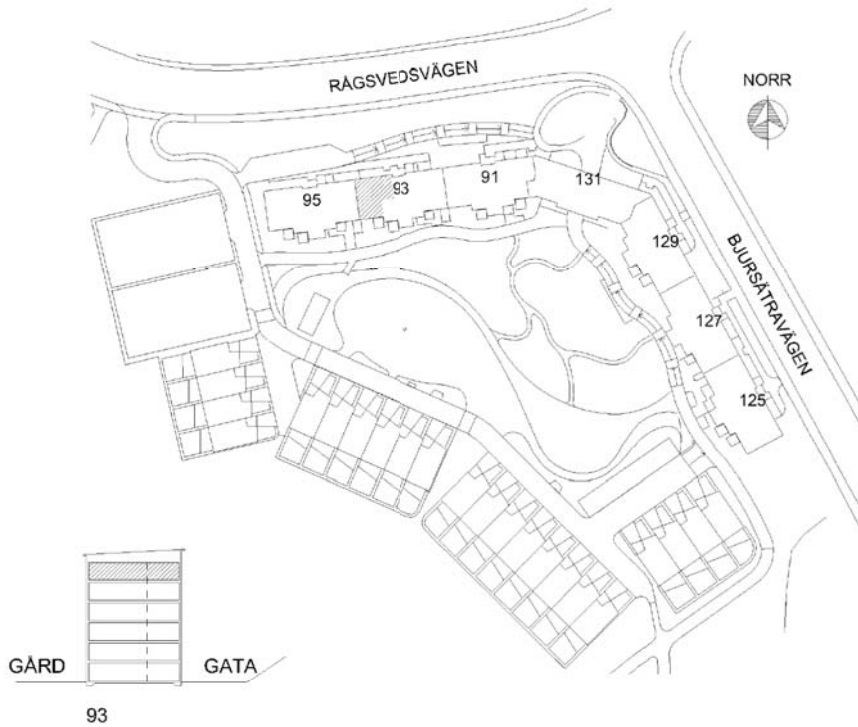 RÅGSVEDSVÄGEN
NORR
95
93
91
131
129
127
125
BJURSÄTRAVÄGEN
GÅRD
GATA
93